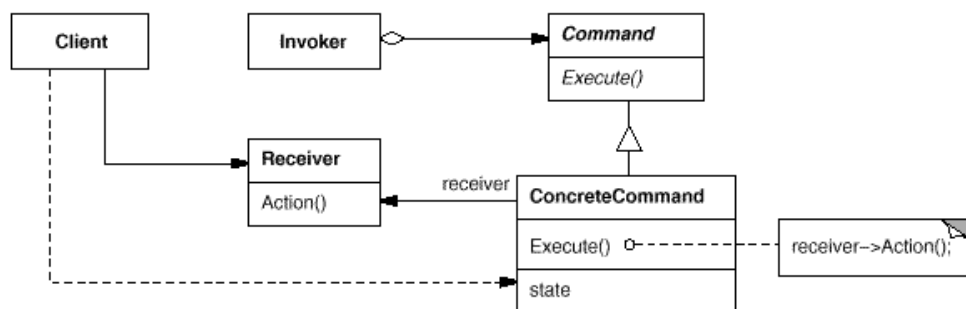 Client
Invoker
Command
Execute()
Receiver
Action()
receiver
ConcreteCommand
Execute()
receiver->Action();
state